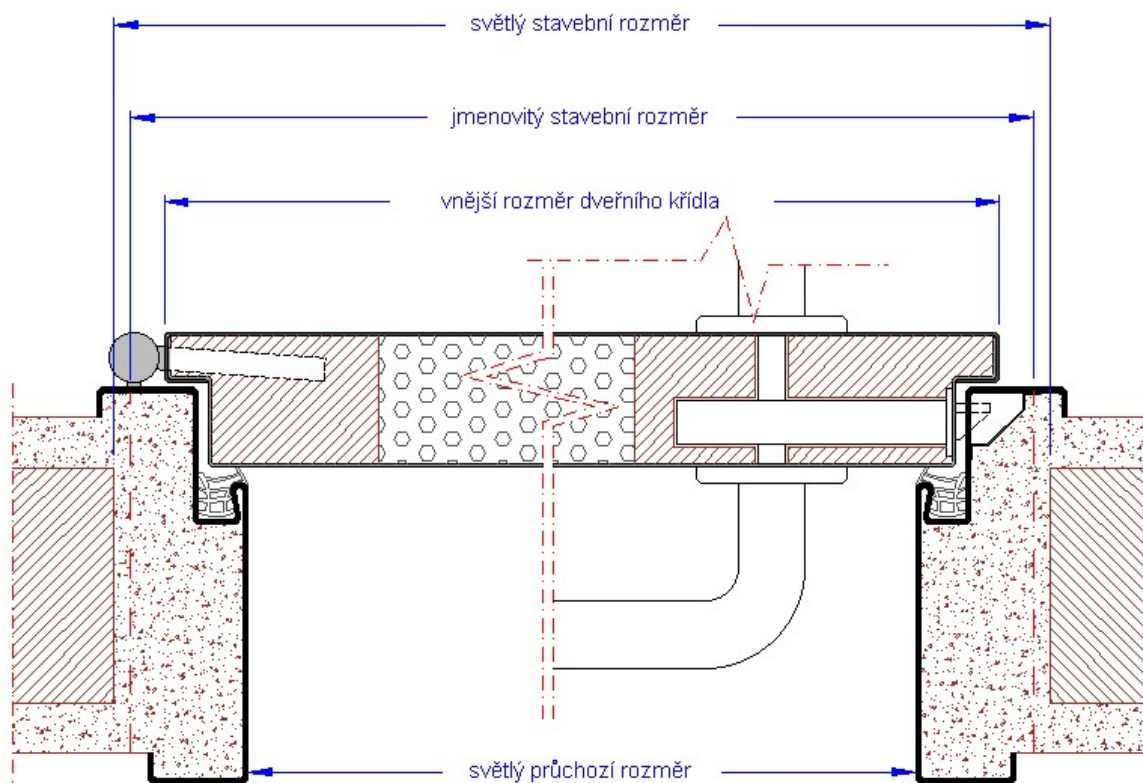 světlý stavební rozměr
jmenovitý stavební rozměr
vnější rozměr dveřního křídla
světlý průchozí rozměr